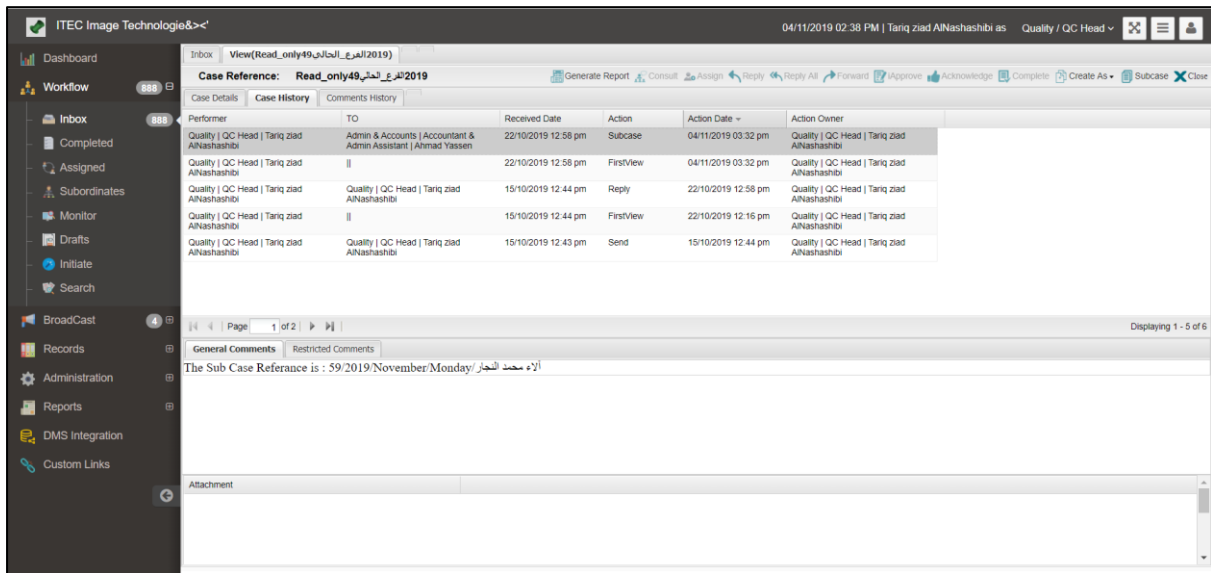 ITEC Image Technologie&><'
04/11/2019 02:38 PM | Tariq ziad AlNashashibi as Quality / QC Head
Dashboard
Workflow 888
Inbox 888
Completed
Assigned
Subordinates
Monitor
Drafts
Initiate
Search
BroadCast 4
Records
Administration
Reports
DMS Integration
Custom Links
Inbox View(Read_only49الفرع_الحالي2019)
Case Reference: Read_only49الفرع_الحالي2019
Generate Report Consult Assign Reply Reply All Forward iApprove Acknowledge Complete Create As Subcase Close
Case Details Case History Comments History
Performer TO Received Date Action Action Date Action Owner
Quality | QC Head | Tariq ziad Admin & Accounts | Accountant & 22/10/2019 12:58 pm Subcase 04/11/2019 03:32 pm Quality | QC Head | Tariq ziad
AlNashashibi Admin Assistant | Ahmad Yassen AlNashashibi
Quality | QC Head | Tariq ziad || 22/10/2019 12:58 pm FirstView 04/11/2019 03:32 pm Quality | QC Head | Tariq ziad
AlNashashibi AlNashashibi
Quality | QC Head | Tariq ziad Quality | QC Head | Tariq ziad 15/10/2019 12:44 pm Reply 22/10/2019 12:58 pm Quality | QC Head | Tariq ziad
AlNashashibi AlNashashibi AlNashashibi
Quality | QC Head | Tariq ziad || 15/10/2019 12:44 pm FirstView 22/10/2019 12:16 pm Quality | QC Head | Tariq ziad
AlNashashibi AlNashashibi
Quality | QC Head | Tariq ziad Quality | QC Head | Tariq ziad 15/10/2019 12:43 pm Send 15/10/2019 12:44 pm Quality | QC Head | Tariq ziad
AlNashashibi AlNashashibi AlNashashibi
Page 1 of 2 Displaying 1 - 5 of 6
General Comments Restricted Comments
The Sub Case Referance is : 59/2019/November/Monday/ألاء محمد النجار
Attachment